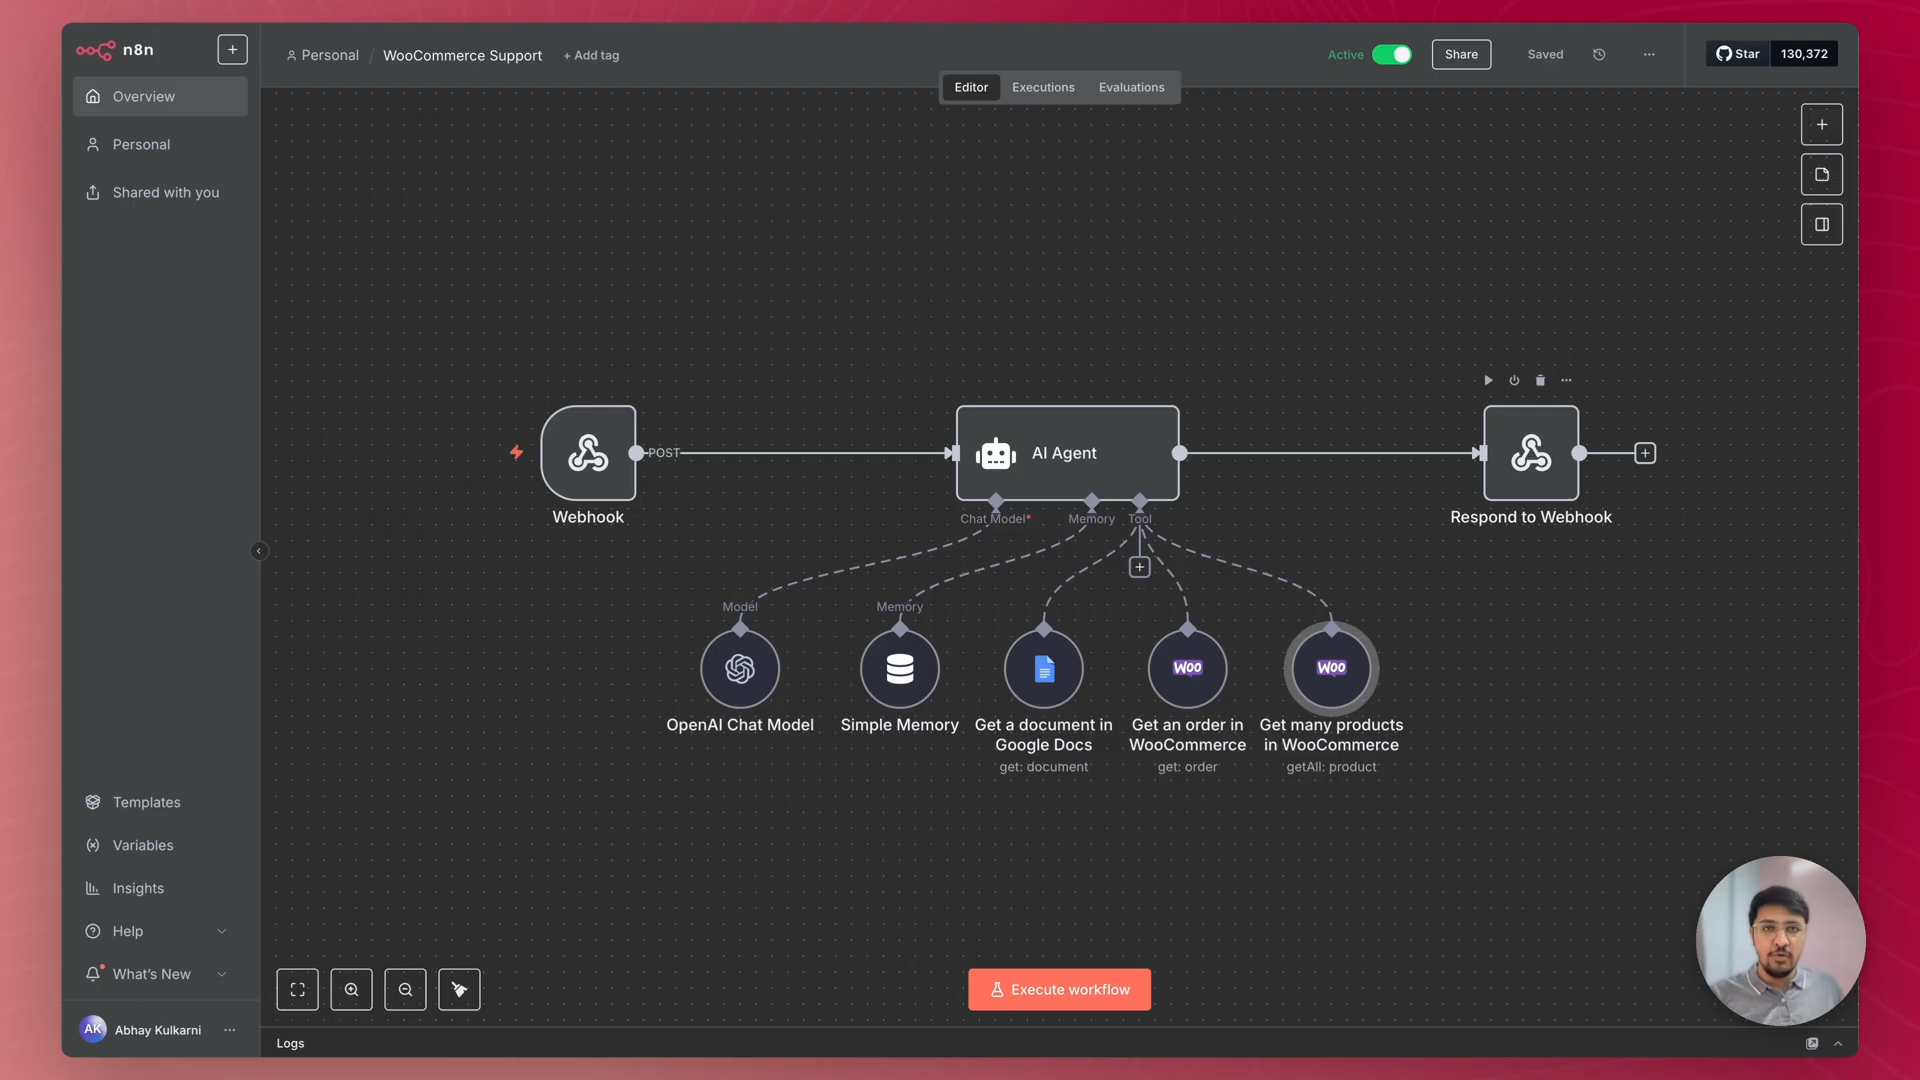 n8n
Overview
Personal
Shared with you
Templates
Variables
Insights
Help
What's New
AK
Abhay Kulkarni
Personal / WooCommerce Support + Add tag
Active
Share
Saved
Star 130,372
Editor Executions Evaluations
POST
AI Agent
Webhook
Chat Model*
Memory
Tool
Respond to Webhook
Model
Memory
WOO
WOO
OpenAI Chat Model
Simple Memory
Get a document in
Google Docs
get: document
Get an order in
WooCommerce
get: order
Get many products
in WooCommerce
getAll: product
Execute workflow
Logs